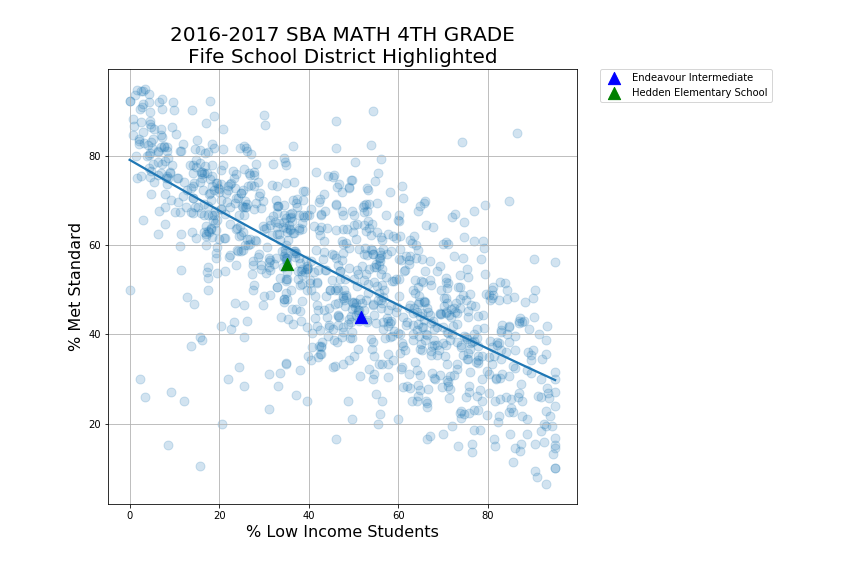 2016-2017 SBA MATH 4TH GRADE
Fife School District Highlighted
Endeavour Intermediate
Hedden Elementary School
% Met Standard
80
60
40
20
0
20
40
60
80
% Low Income Students